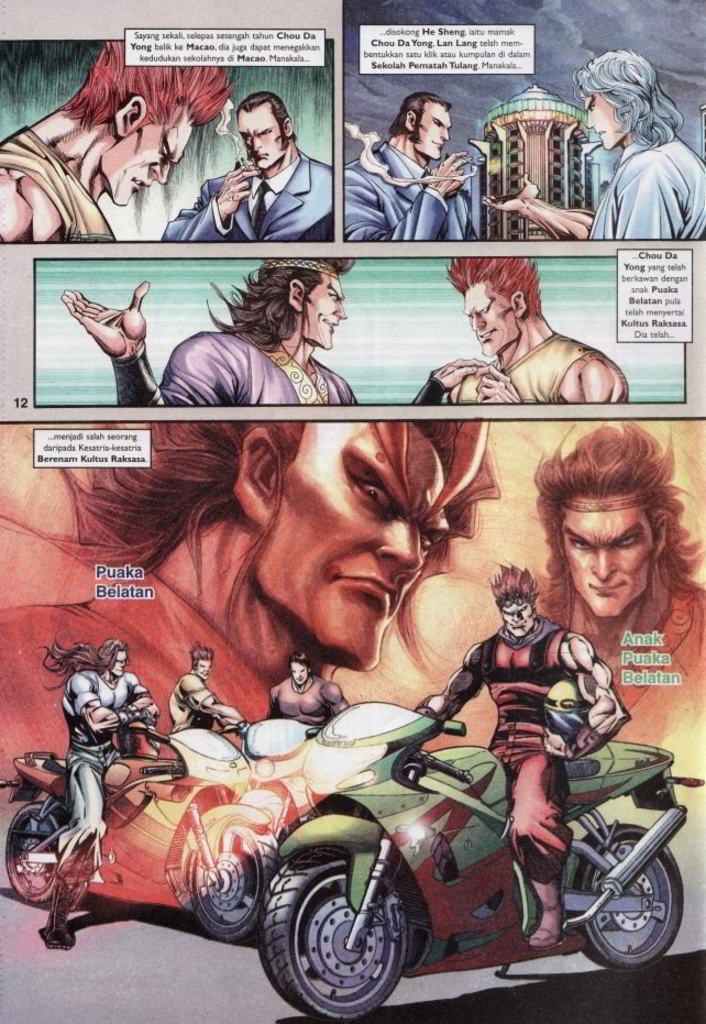 Sayang sekali, selepas setengah tahun Chou Da
Yong balik ke Macao, dia juga dapat menegakkan
kedudukan sekolahnya di Macao. Manakala...
...disokong He Sheng, iaitu mamak
Chou Da Yong, Lan Lang telah mem-
bentukkan satu klik atau kumpulan di dalam
Sekolah Pematah Tulang. Manakala...
...Chou Da
Yong yang telah
berkawan dengan
anak Puaka
Belatan pula
telah menyertai
Kultus Raksasa.
Dia telah...
12
...menjadi salah seorang
daripada Kesatria-kesatria
Berenam Kultus Raksasa.
Puaka
Belatan
Anak
Puaka
Belatan